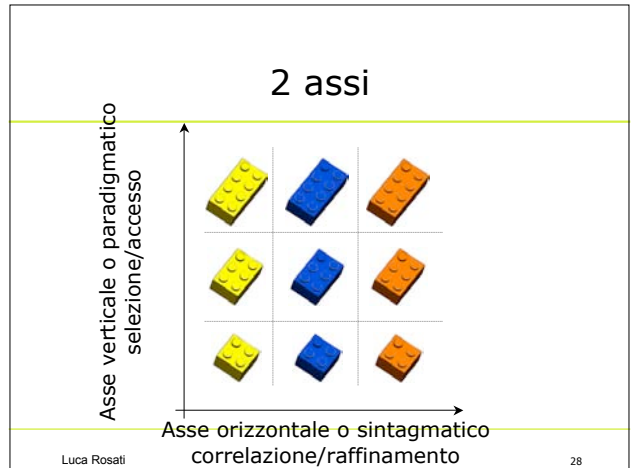 2 assi
Asse verticale o paradigmatico
selezione/accesso
Asse orizzontale o sintagmatico
correlazione/raffinamento
Luca Rosati
28